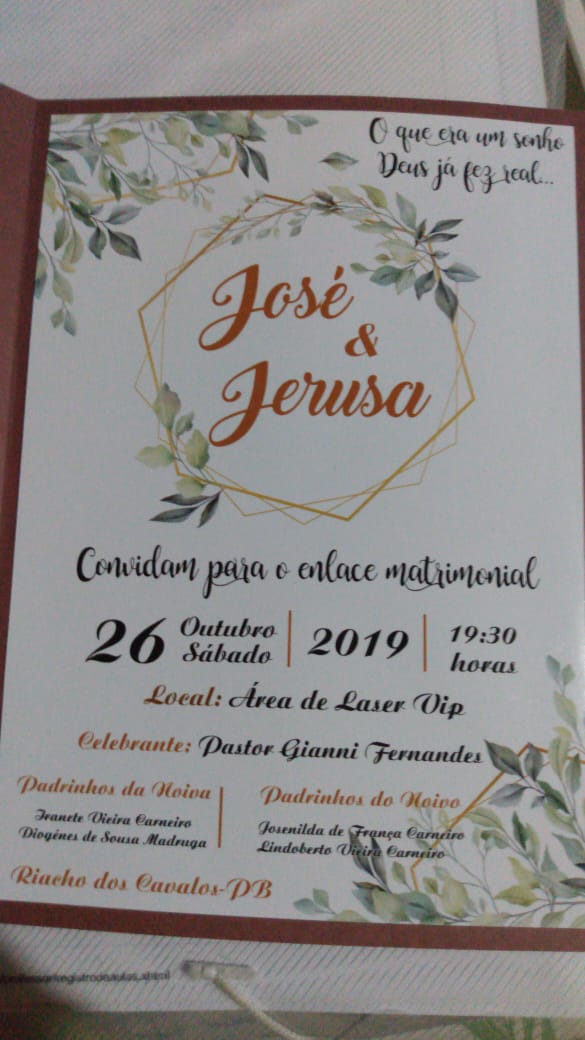 O que era um sonho
Deus já fez real...
José
&
Jerusa
Convidam para o enlace matrimonial
26 Outubro Sábado | 2019 | 19:30 horas
Local: Área de Laser Vip
Celebrante: Pastor Gianni Fernandes
Padrinhos da Noiva
Iranete Vieira Carneiro
Diogénes de Sousa Madruga
Padrinhos do Noivo
Josenilda de França Carneiro
Lindoberto Vieira Carneiro
Riacho dos Cavalos-PB